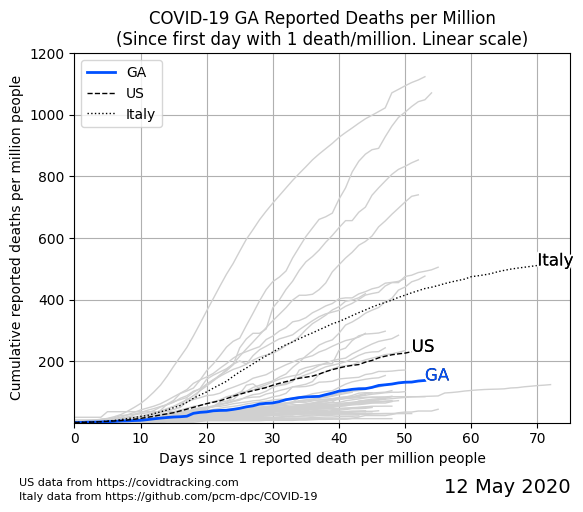 COVID-19 GA Reported Deaths per Million
(Since first day with 1 death/million. Linear scale)
Cumulative reported deaths per million people
1200
1000
800
600
400
200
GA
US
Italy
Italy
US
GA
0 10 20 30 40 50 60 70
Days since 1 reported death per million people
US data from https://covidtracking.com
Italy data from https://github.com/pcm-dpc/COVID-19
12 May 2020